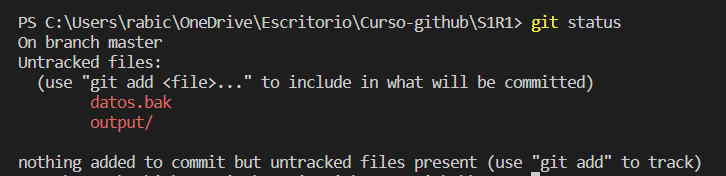 PS C:\Users\rabic\OneDrive\Escritorio\Curso-github\S1R1> git status
On branch master
Untracked files:
  (use "git add <file>..." to include in what will be committed)
        datos.bak
        output/

nothing added to commit but untracked files present (use "git add" to track)